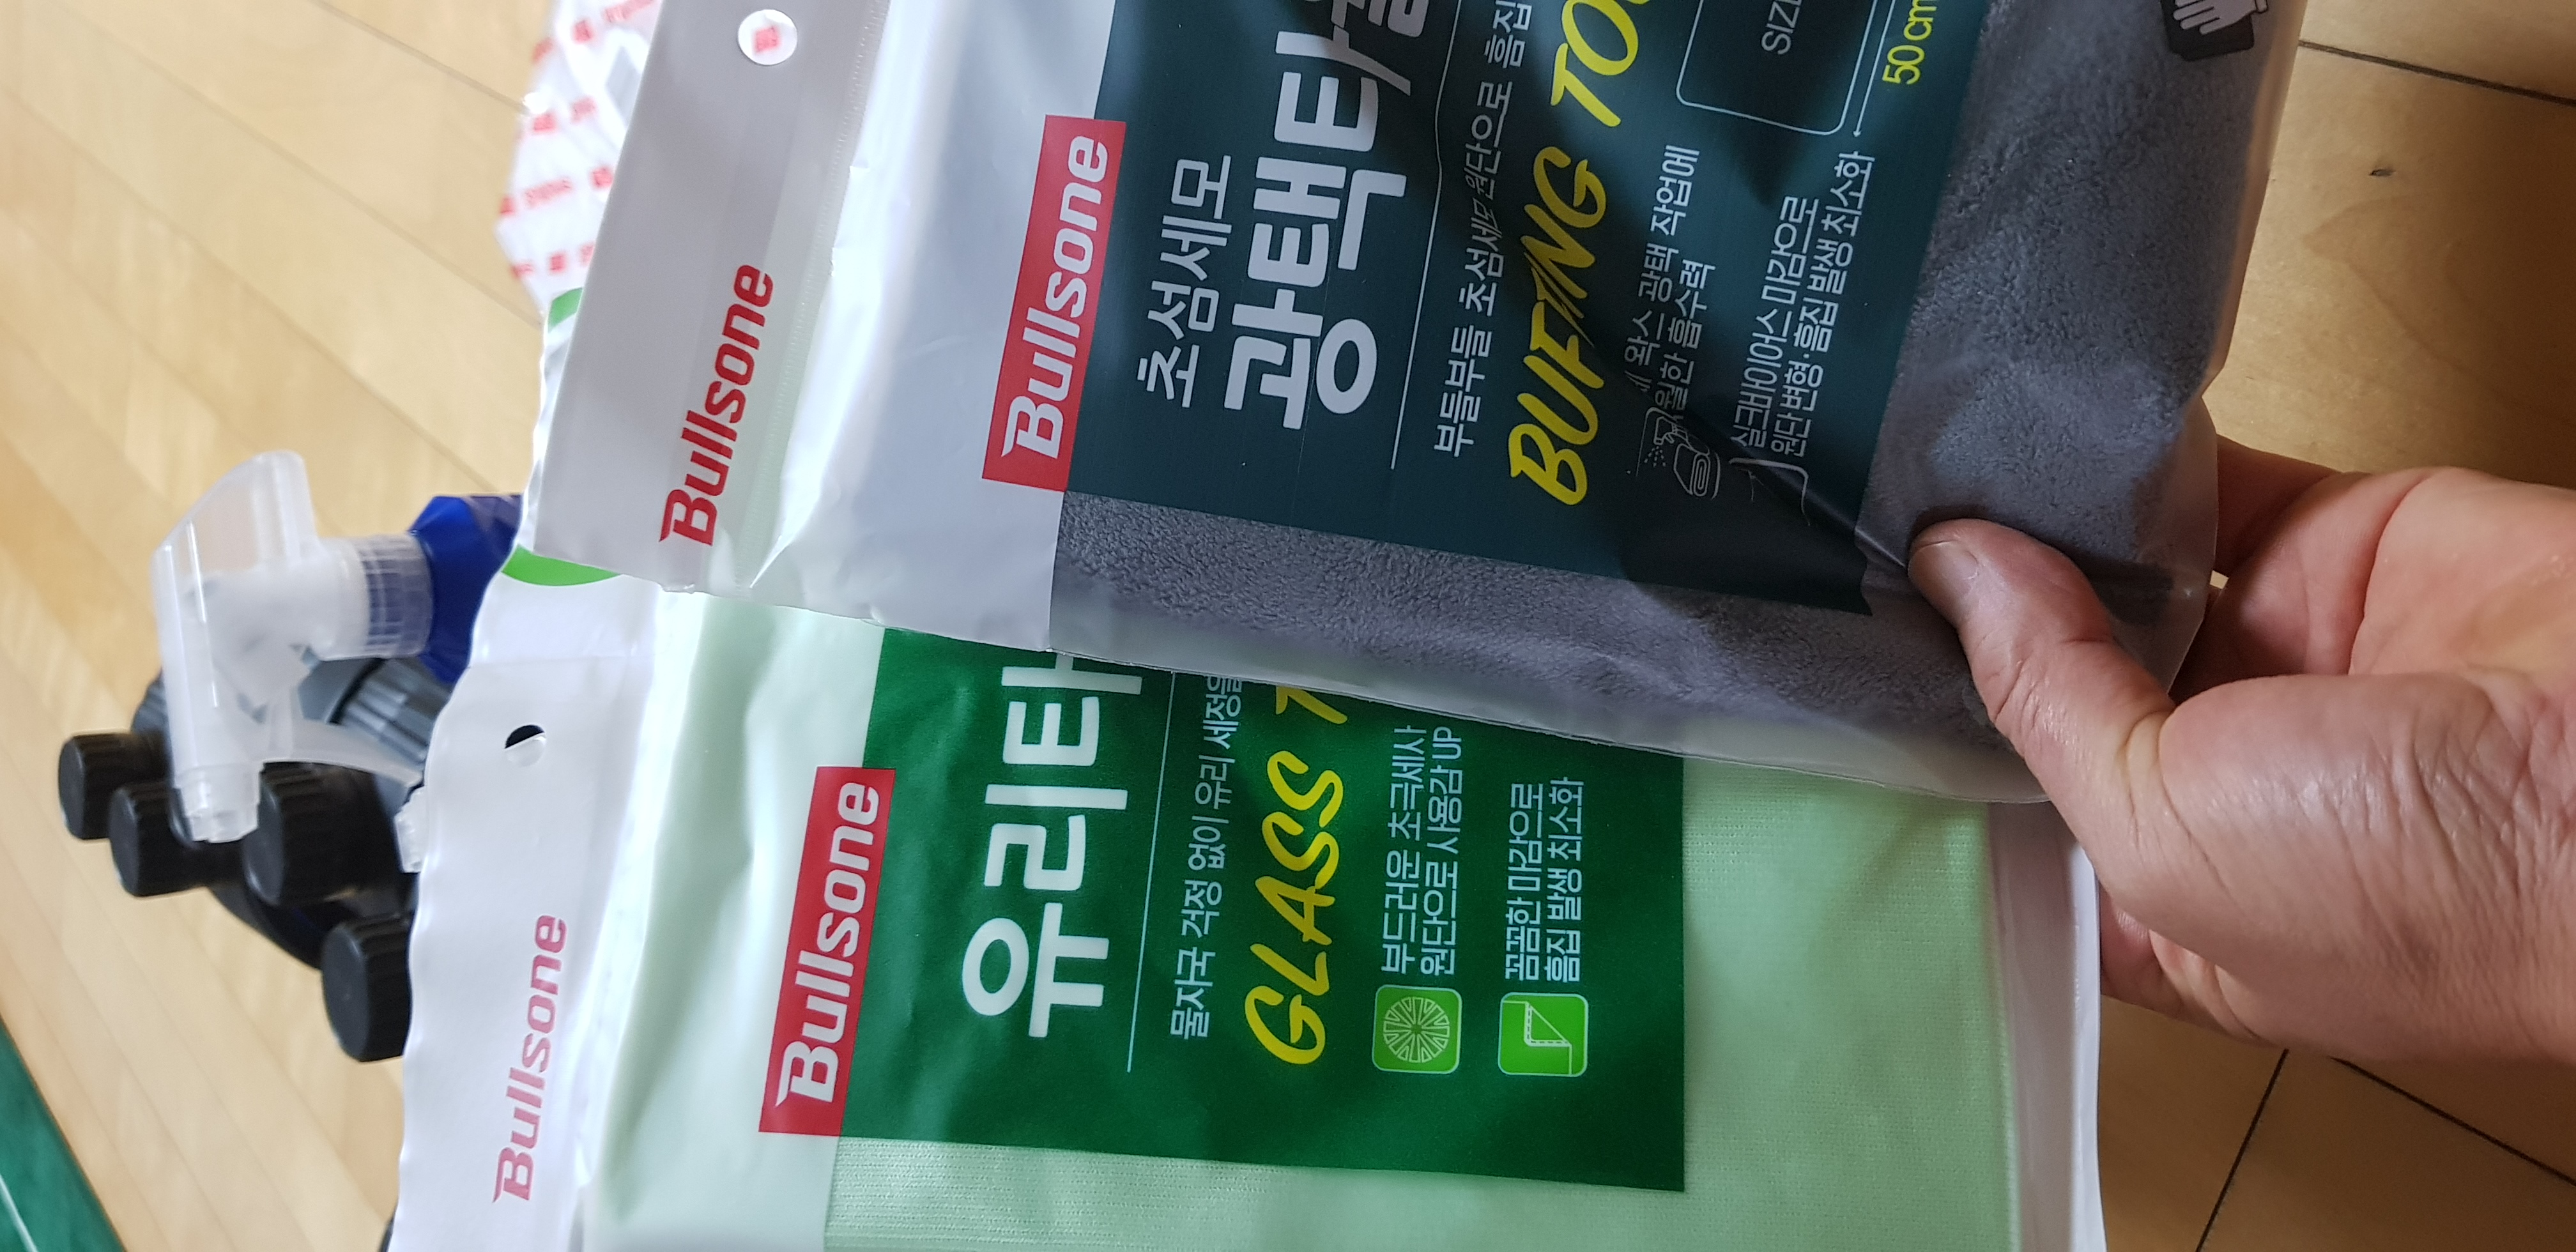 Bullsone
Bullsone
초섬세모
광택타월
부들부들 초섬세모 원단으로 흠집
BUFFING
왁스 광택 작업에
탁월한 흡수력
실크바이어스 마감으로
원단 변형·흠집 발생 최소화
50cm
Bullsone
Bullsone
유리
물자국 걱정 없이 유리 세정을
GLASS
부드러운 초극세사
원단으로 사용감 UP
꼼꼼한 마감으로
흠집 발생 최소화